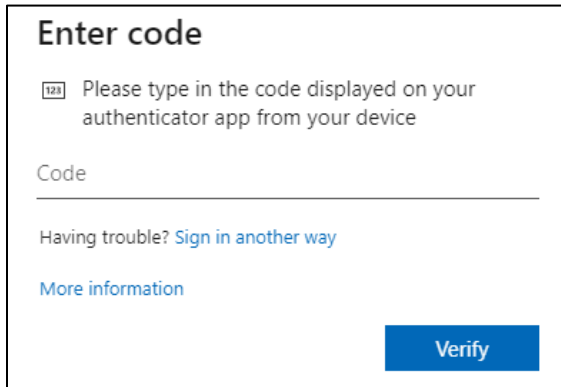 Enter code
123 Please type in the code displayed on your
authenticator app from your device
Code
Having trouble? Sign in another way
More information
Verify